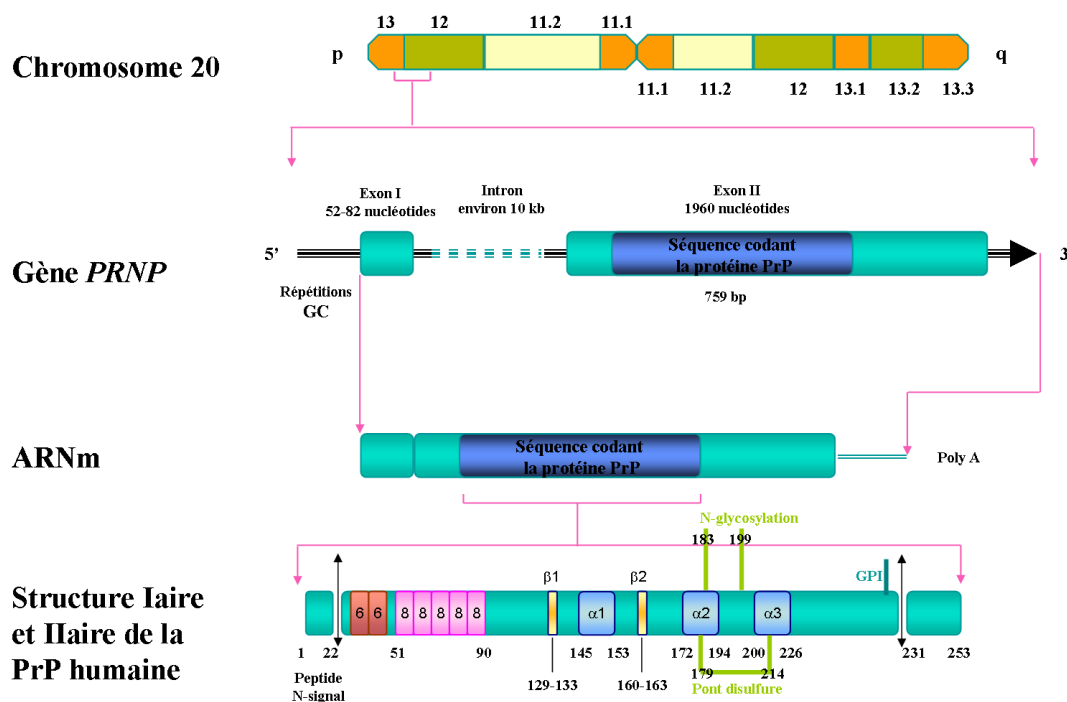 13 12 11.2 11.1
p q
Chromosome 20
11.1 11.2 12 13.1 13.2 13.3
Exon I
52-82 nucléotides
Intron
environ 10 kb
Exon II
1960 nucléotides
5’ 3
Gène PRNP
Séquence codant
la protéine PrP
Répétitions
GC
759 bp
ARNm
Séquence codant
la protéine PrP
Poly A
N-glycosylation
183 199
Structure Iaire
et IIaire de la
PrP humaine
β1 β2 GPI
6 6 8 8 8 8 8 α1 α2 α3
1 22 51 90 145 153 172 194 200 226 231 253
179 214
Peptide
N-signal
129-133 160-163 Pont disulfure